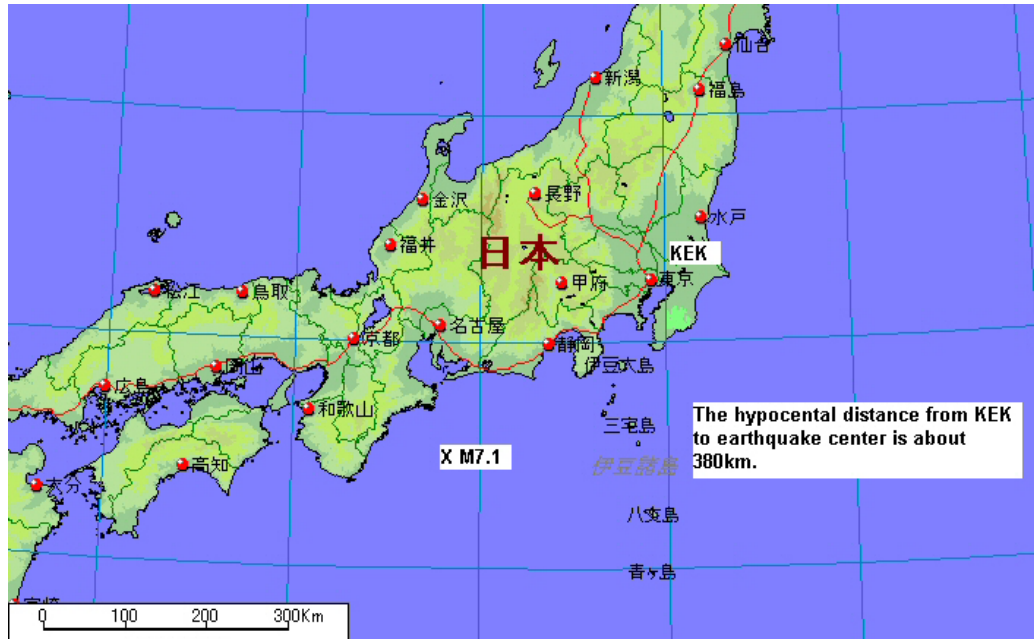 仙台
新潟
福島
長野
金沢
水戸
福井
日本
KEK
東京
甲府
松江
鳥取
名古屋
京都
静岡
岡山
伊豆大島
広島
和歌山
The hypocental distance from KEK
to earthquake center is about
380km.
三宅島
X M7.1
高知
伊豆諸島
大分
八丈島
青ヶ島
宮崎
0 100 200 300Km